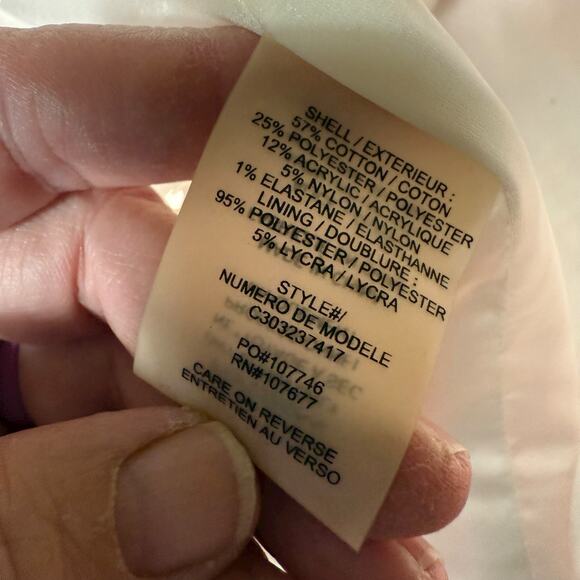 SHELL / EXTERIEUR :
57% COTTON / COTON
25% POLYESTER / POLYESTER
12% ACRYLIC / ACRYLIQUE
5% NYLON / NYLON
1% ELASTANE / ELASTHANNE
LINING / DOUBLURE :
95% POLYESTER / POLYESTER
5% LYCRA / LYCRA
STYLE#/
NUMERO DE MODELE
C303237417
PO#107746
RN#107677
CARE ON REVERSE
ENTRETIEN AU VERSO